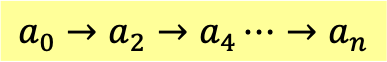 a₀ → a₂ → a₄ ⋯ → aₙ